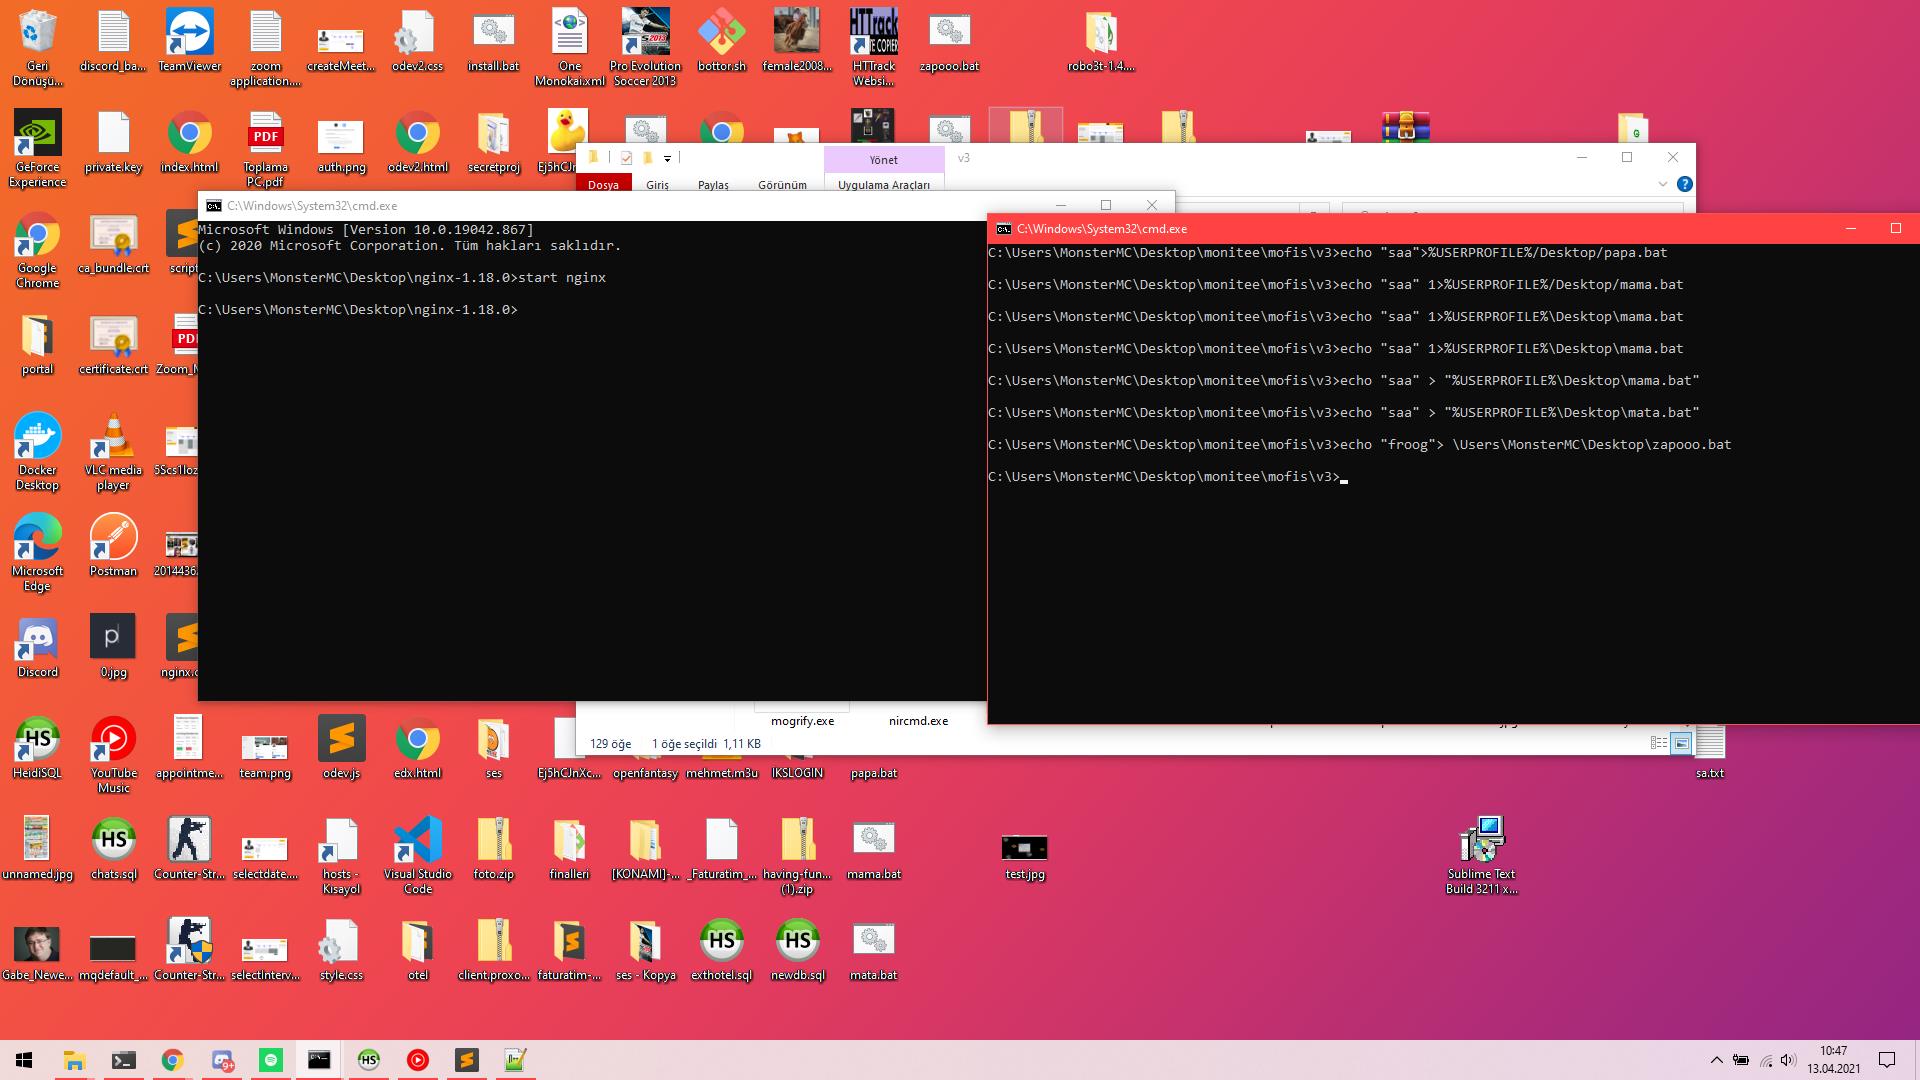 Geri
Dönüşü...
discord_ba...
TeamViewer
zoom
application....
createMeet...
odev2.css
install.bat
One
Monokai.xml
Pro Evolution
Soccer 2013
bottor.sh
female2008...
HTTrack
Websi...
zapooo.bat
robo3t-1.4....
GeForce
Experience
private.key
index.html
Toplama
PC.pdf
auth.png
odev2.html
secretproj
v3
Yönet
Dosya
Giriş
Paylaş
Görünüm
Uygulama Araçları
Google
Chrome
ca_bundle.crt
C:\Windows\System32\cmd.exe
Microsoft Windows [Version 10.0.19042.867]
(c) 2020 Microsoft Corporation. Tüm hakları saklıdır.
C:\Users\MonsterMC\Desktop\nginx-1.18.0>start nginx
C:\Users\MonsterMC\Desktop\nginx-1.18.0>
C:\Windows\System32\cmd.exe
C:\Users\MonsterMC\Desktop\monitee\mofis\v3>echo "saa">%USERPROFILE%/Desktop/papa.bat
C:\Users\MonsterMC\Desktop\monitee\mofis\v3>echo "saa" 1>%USERPROFILE%/Desktop/mama.bat
C:\Users\MonsterMC\Desktop\monitee\mofis\v3>echo "saa" 1>%USERPROFILE%\Desktop\mama.bat
C:\Users\MonsterMC\Desktop\monitee\mofis\v3>echo "saa" 1>%USERPROFILE%\Desktop\mama.bat
C:\Users\MonsterMC\Desktop\monitee\mofis\v3>echo "saa" > "%USERPROFILE%\Desktop\mama.bat"
C:\Users\MonsterMC\Desktop\monitee\mofis\v3>echo "saa" > "%USERPROFILE%\Desktop\mata.bat"
C:\Users\MonsterMC\Desktop\monitee\mofis\v3>echo "froog"> \Users\MonsterMC\Desktop\zapooo.bat
C:\Users\MonsterMC\Desktop\monitee\mofis\v3>
portal
certificate.crt
Docker
Desktop
VLC media
player
Microsoft
Edge
Postman
Discord
0.jpg
mogrify.exe
nircmd.exe
129 öğe
1 öğe seçildi 1,11 KB
HeidiSQL
YouTube
Music
appointme...
team.png
odev.js
edx.html
ses
Ej5hCJnXc...
openfantasy
mehmet.m3u
IKSLOGIN
papa.bat
sa.txt
unnamed.jpg
chats.sql
Counter-Str...
selectdate....
hosts -
Kısayol
Visual Studio
Code
foto.zip
finalleri
[KONAMI]-...
_Faturatim_...
having-fun...
(1).zip
mama.bat
test.jpg
Sublime Text
Build 3211 x...
Gabe_Newe...
mqdefault_...
Counter-Str...
selectInterv...
style.css
otel
client.proxo...
faturatim-...
ses - Kopya
exthotel.sql
newdb.sql
mata.bat
10:47
13.04.2021